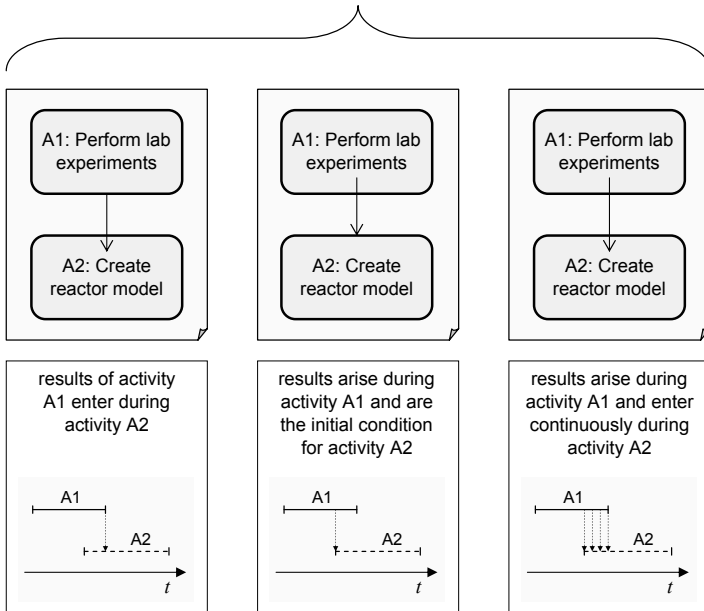 A1: Perform lab
experiments
A2: Create
reactor model
A1: Perform lab
experiments
A2: Create
reactor model
A1: Perform lab
experiments
A2: Create
reactor model
results of activity
A1 enter during
activity A2
A1
A2
t
results arise during
activity A1 and are
the initial condition
for activity A2
A1
A2
t
results arise during
activity A1 and enter
continuously during
activity A2
A1
A2
t